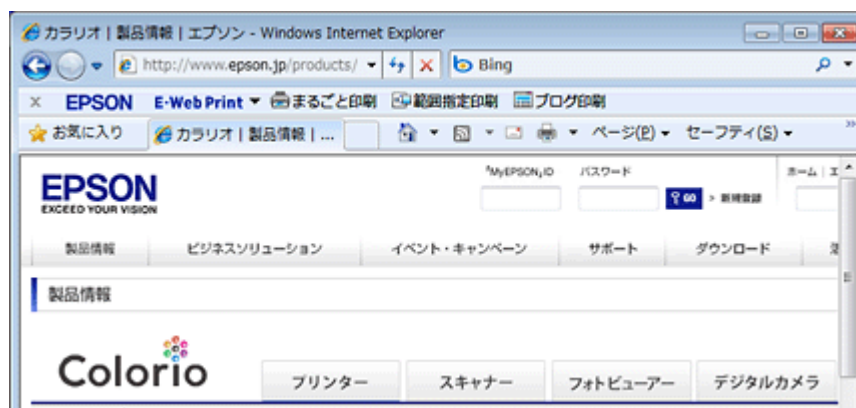 カラリオ | 製品情報 | エプソン - Windows Internet Explorer
http://www.epson.jp/products/ Bing
× EPSON E-Web Print まるごと印刷 範囲指定印刷 ブログ印刷
お気に入り カラリオ | 製品情報 | ... ページ(P) セーフティ(S) »
EPSON
EXCEED YOUR VISION
「MyEPSON」ID パスワード ホーム | エ
GO > 新規登録
製品情報 ビジネスソリューション イベント・キャンペーン サポート ダウンロード
製品情報
Colorio プリンター スキャナー フォトビューアー デジタルカメラ